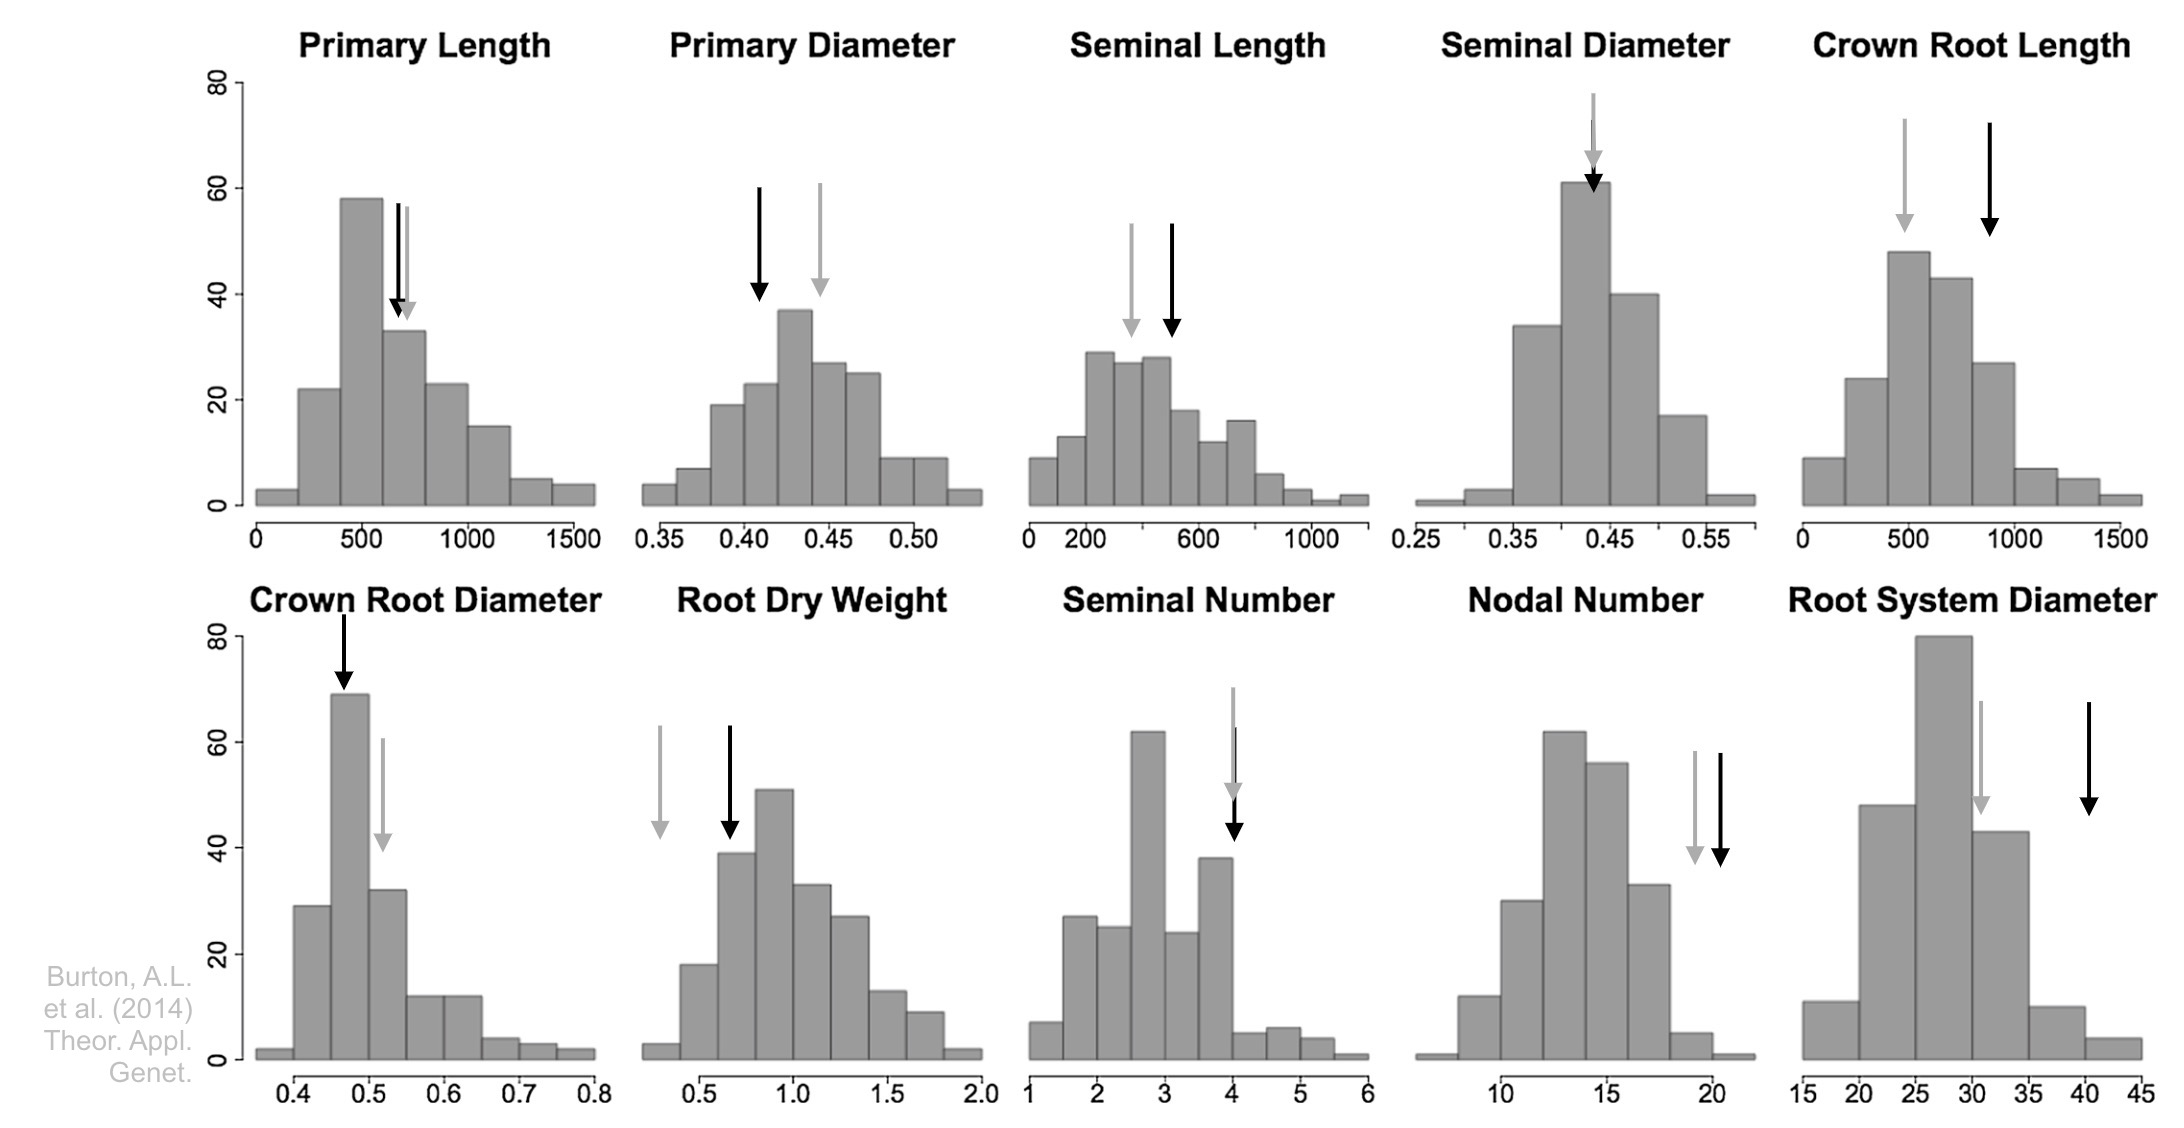 Primary Length
Primary Diameter
Seminal Length
Seminal Diameter
Crown Root Length
80
60
40
20
0
0 500 1000 1500
0.35 0.40 0.45 0.50
0 200 600 1000
0.25 0.35 0.45 0.55
0 500 1000 1500
Crown Root Diameter
Root Dry Weight
Seminal Number
Nodal Number
Root System Diameter
80
60
40
20
0
0.4 0.5 0.6 0.7 0.8
0.5 1.0 1.5 2.0
1 2 3 4 5 6
10 15 20
15 20 25 30 35 40 45
Burton, A.L.
et al. (2014)
Theor. Appl.
Genet.